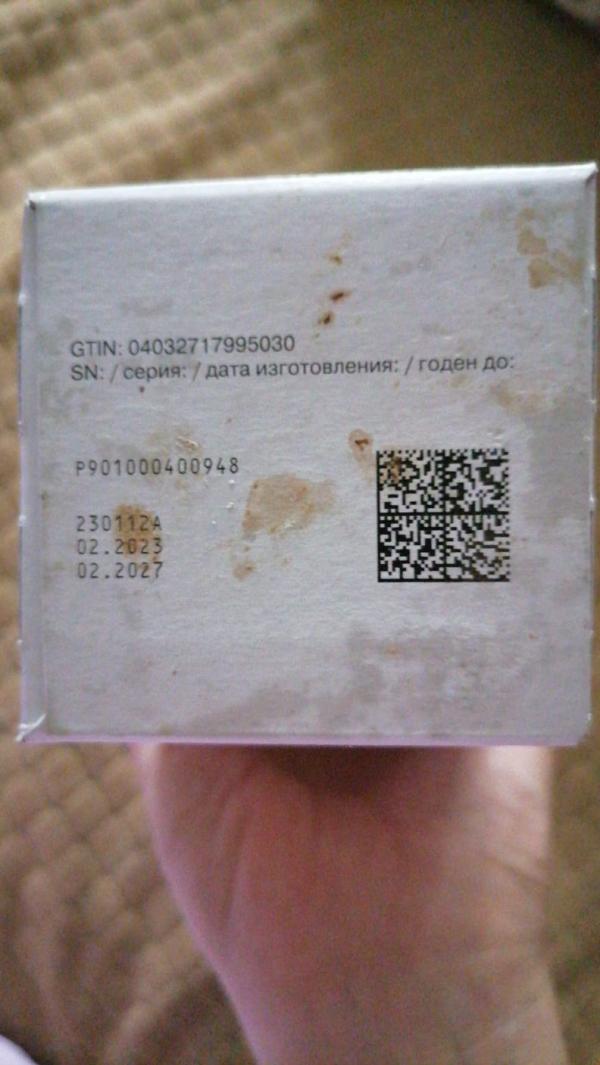 GTIN: 04032717995030
SN: / серия: / дата изготовления: / годен до:
P901000400948
230112A
02.2023
02.2027